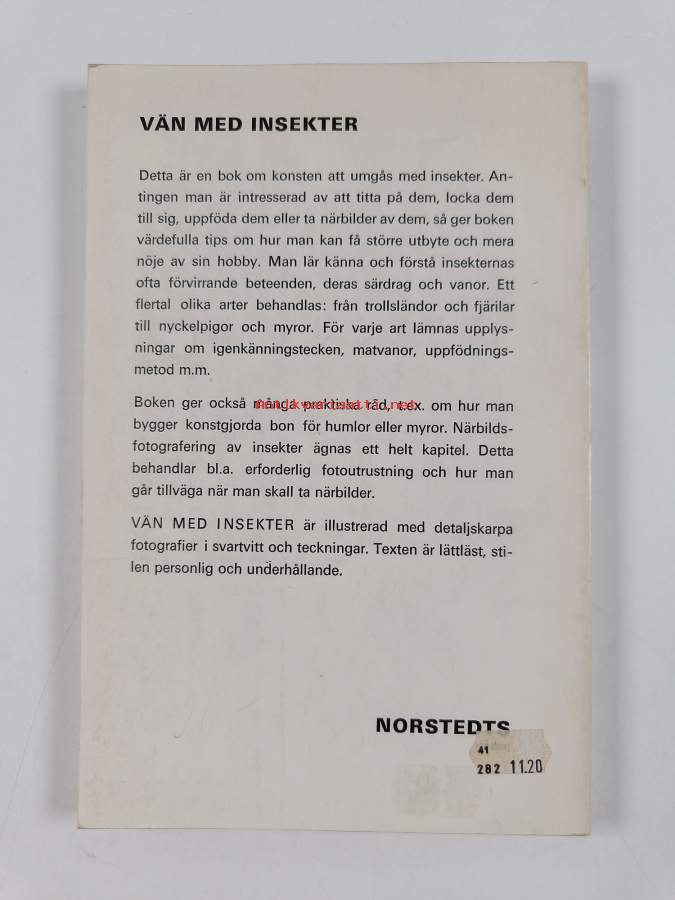 VÄN MED INSEKTER
Detta är en bok om konsten att umgås med insekter. An-
tingen man är intresserad av att titta på dem, locka dem
till sig, uppföda dem eller ta närbilder av dem, så ger boken
värdefulla tips om hur man kan få större utbyte och mera
nöje av sin hobby. Man lär känna och förstå insekternas
ofta förvirrande beteenden, deras särdrag och vanor. Ett
flertal olika arter behandlas: från trollsländor och fjärilar
till nyckelpigor och myror. För varje art lämnas upplys-
ningar om igenkänningstecken, matvanor, uppfödnings-
metod m.m.
Boken ger också många praktiska råd, t.ex. om hur man
bygger konstgjorda bon för humlor eller myror. Närbilds-
fotografering av insekter ägnas ett helt kapitel. Detta
behandlar bl.a. erforderlig fotoutrustning och hur man
går tillväga när man skall ta närbilder.
VÄN MED INSEKTER är illustrerad med detaljskarpa
fotografier i svartvitt och teckningar. Texten är lättläst, sti-
len personlig och underhållande.
NORSTEDTS
41
282 11.20